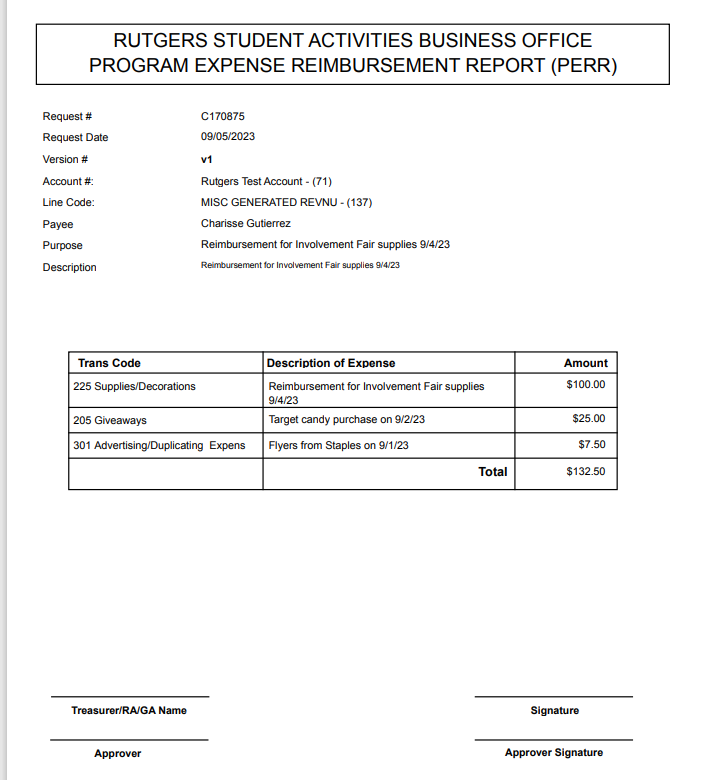 RUTGERS STUDENT ACTIVITIES BUSINESS OFFICE
PROGRAM EXPENSE REIMBURSEMENT REPORT (PERR)
Request # C170875
Request Date 09/05/2023
Version # v1
Account #: Rutgers Test Account - (71)
Line Code: MISC GENERATED REVNU - (137)
Payee Charisse Gutierrez
Purpose Reimbursement for Involvement Fair supplies 9/4/23
Description Reimbursement for Involvement Fair supplies 9/4/23
Trans Code Description of Expense Amount
225 Supplies/Decorations Reimbursement for Involvement Fair supplies $100.00
9/4/23
205 Giveaways Target candy purchase on 9/2/23 $25.00
301 Advertising/Duplicating Expens Flyers from Staples on 9/1/23 $7.50
Total $132.50
Treasurer/RA/GA Name Signature
Approver Approver Signature